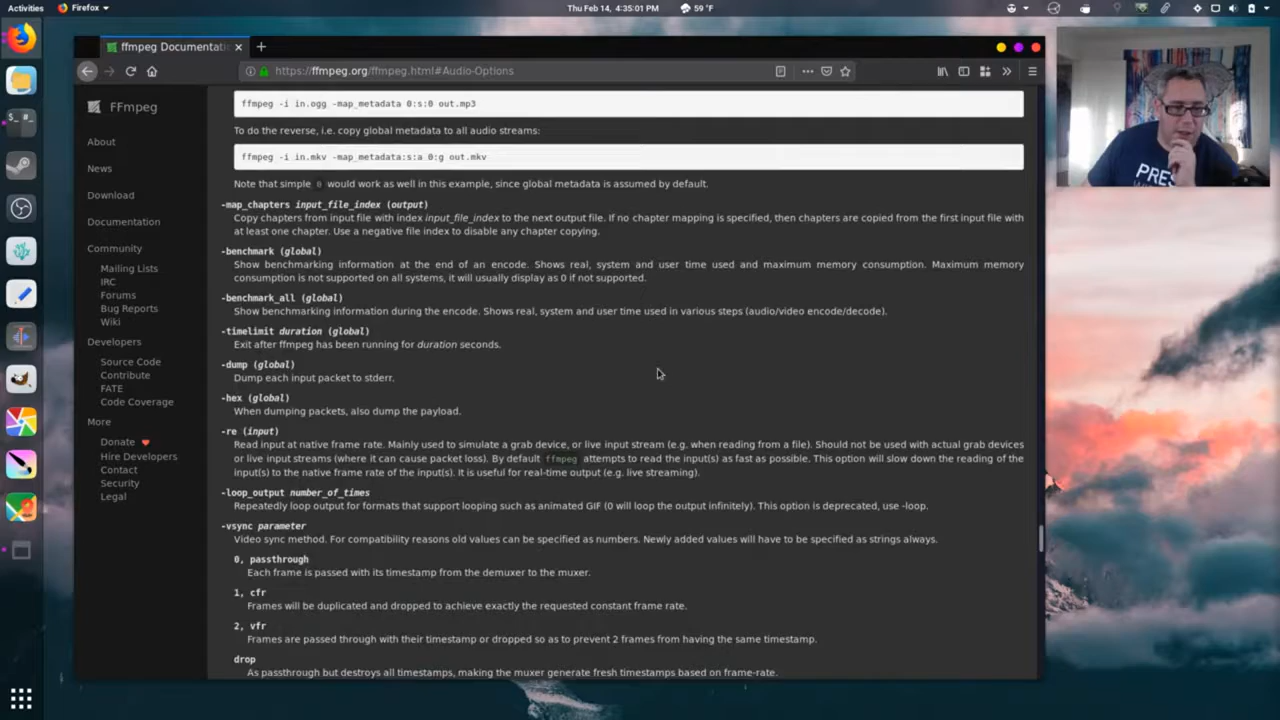 Activities
Firefox
Thu Feb 14, 4:35:01 PM
59 °F
ffmpeg Documentati
https://ffmpeg.org/ffmpeg.html#Audio-Options
FFmpeg
About
News
Download
Documentation
Community
Mailing Lists
IRC
Forums
Bug Reports
Wiki
Developers
Source Code
Contribute
FATE
Code Coverage
More
Donate
Hire Developers
Contact
Security
Legal
ffmpeg -i in.ogg -map_metadata 0:s:0 out.mp3
To do the reverse, i.e. copy global metadata to all audio streams:
ffmpeg -i in.mkv -map_metadata:s:a 0:g out.mkv
Note that simple 0 would work as well in this example, since global metadata is assumed by default.
-map_chapters input_file_index (output)
Copy chapters from input file with index input_file_index to the next output file. If no chapter mapping is specified, then chapters are copied from the first input file with
at least one chapter. Use a negative file index to disable any chapter copying.
-benchmark (global)
Show benchmarking information at the end of an encode. Shows real, system and user time used and maximum memory consumption. Maximum memory
consumption is not supported on all systems, it will usually display as 0 if not supported.
-benchmark_all (global)
Show benchmarking information during the encode. Shows real, system and user time used in various steps (audio/video encode/decode).
-timelimit duration (global)
Exit after ffmpeg has been running for duration seconds.
-dump (global)
Dump each input packet to stderr.
-hex (global)
When dumping packets, also dump the payload.
-re (input)
Read input at native frame rate. Mainly used to simulate a grab device, or live input stream (e.g. when reading from a file). Should not be used with actual grab devices
or live input streams (where it can cause packet loss). By default ffmpeg attempts to read the input(s) as fast as possible. This option will slow down the reading of the
input(s) to the native frame rate of the input(s). It is useful for real-time output (e.g. live streaming).
-loop_output number_of_times
Repeatedly loop output for formats that support looping such as animated GIF (0 will loop the output infinitely). This option is deprecated, use -loop.
-vsync parameter
Video sync method. For compatibility reasons old values can be specified as numbers. Newly added values will have to be specified as strings always.
0, passthrough
Each frame is passed with its timestamp from the demuxer to the muxer.
1, cfr
Frames will be duplicated and dropped to achieve exactly the requested constant frame rate.
2, vfr
Frames are passed through with their timestamp or dropped so as to prevent 2 frames from having the same timestamp.
drop
As passthrough but destroys all timestamps, making the muxer generate fresh timestamps based on frame-rate.